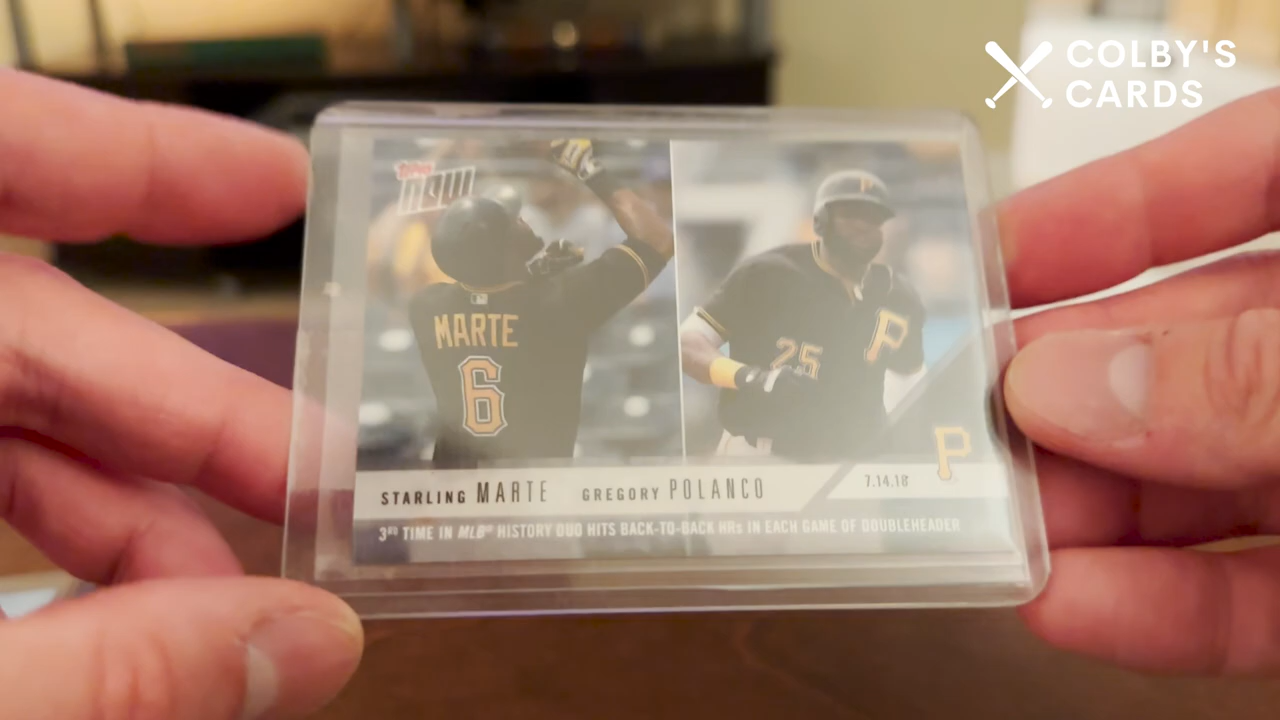 COLBY'S
CARDS
TOPPS
NOW
P
MARTE
6
25
P
P
STARLING MARTE GREGORY POLANCO 7.14.18
3RD TIME IN MLB® HISTORY DUO HITS BACK-TO-BACK HRs IN EACH GAME OF DOUBLEHEADER